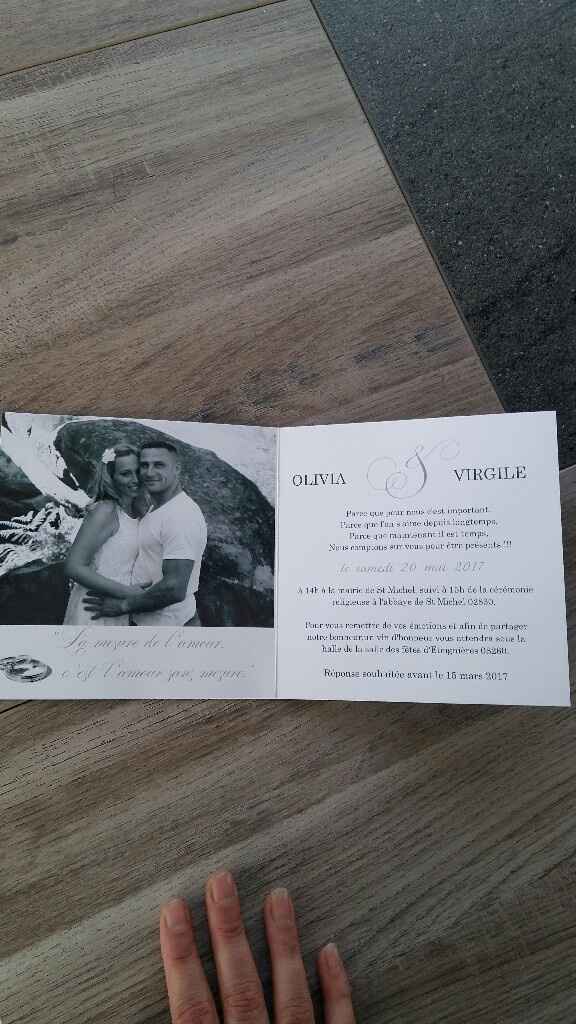 OLIVIA & VIRGILE
Parce que pour nous c'est important,
Parce que l'on s'aime depuis longtemps,
Parce que maintenant il est temps,
Nous comptons sur vous pour être présents !!!
le samedi 20 mai 2017
à 14h à la mairie de St Michel, suivi à 15h de la cérémonie
religieuse à l'abbaye de St Michel 02830.
Pour vous remettre de vos émotions et afin de partager
notre bonheur, un vin d'honneur vous attendra sous la
halle de la salle des fêtes d'Eteignières 08260.
Réponse souhaitée avant le 15 mars 2017
"La mesure de l'amour,
c'est l'amour sans mesure."